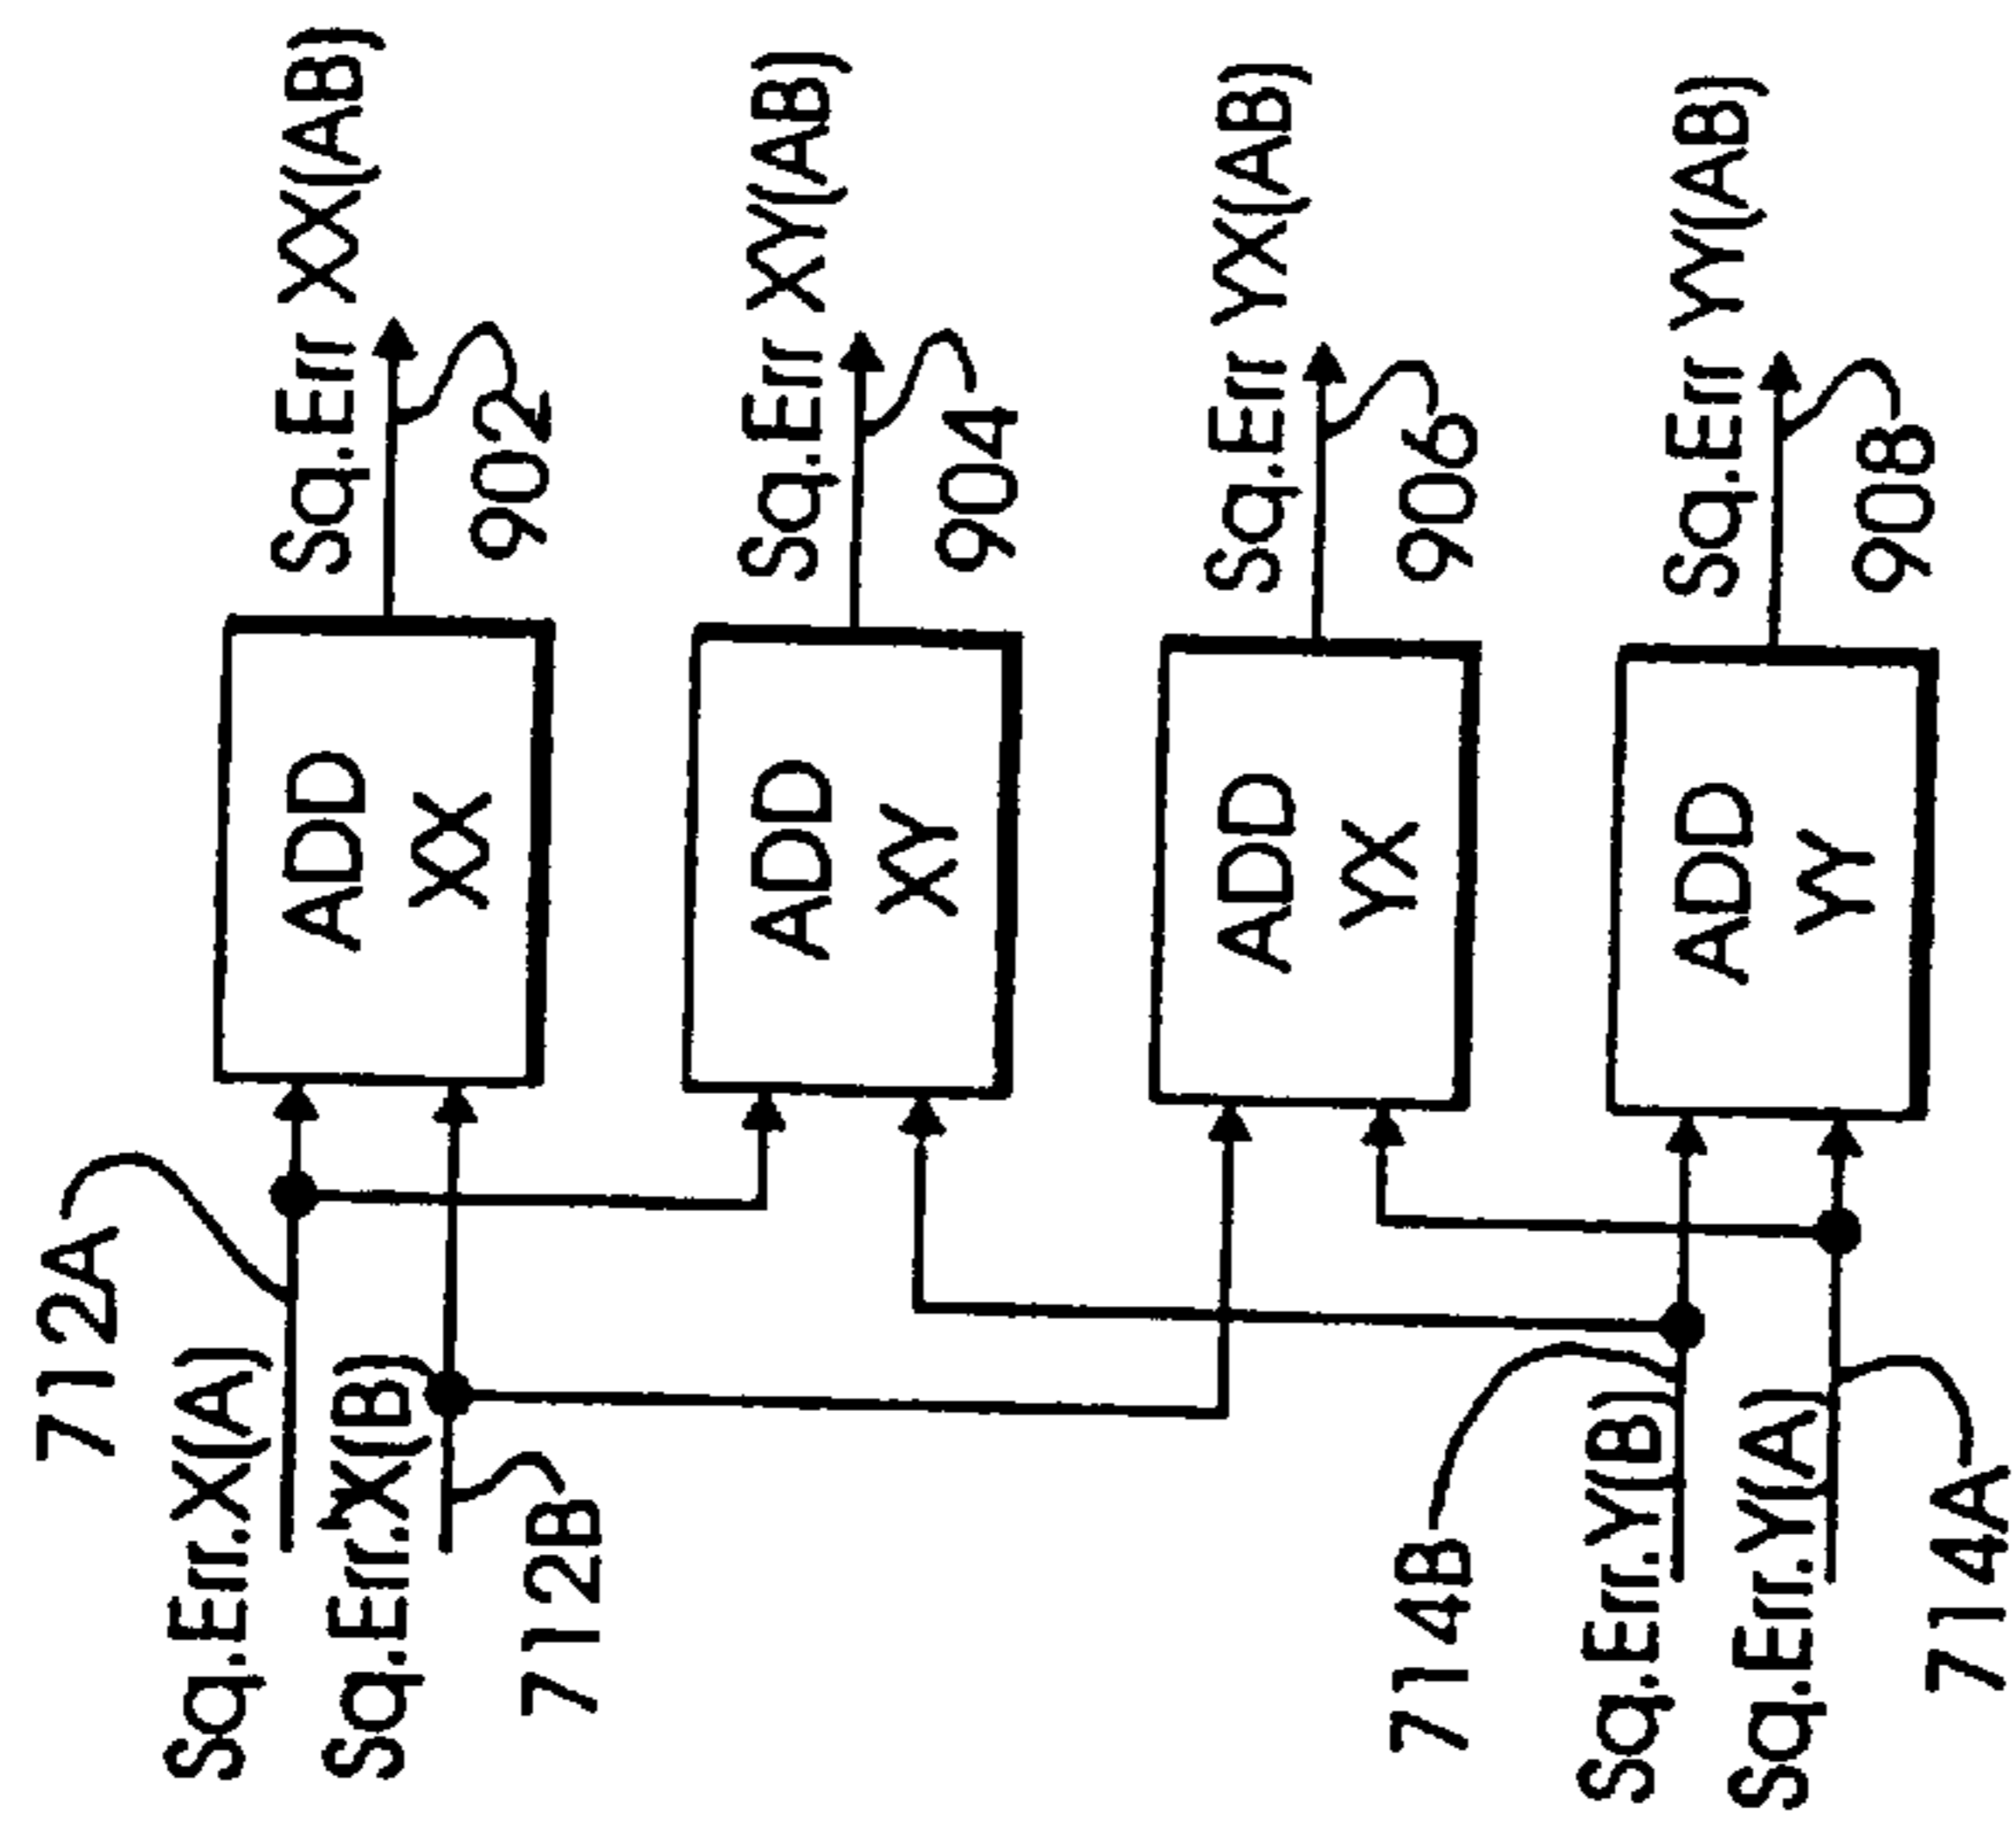 712A
Sq.Err.X(A)
Sq.Err.X(B)
712B
714B
Sq.Err.Y(B)
Sq.Err.Y(A)
714A
ADD
XX
ADD
XY
ADD
YX
ADD
YY
Sq.Err XX(AB)
902
Sq.Err XY(AB)
904
Sq.Err YX(AB)
906
Sq.Err YY(AB)
908